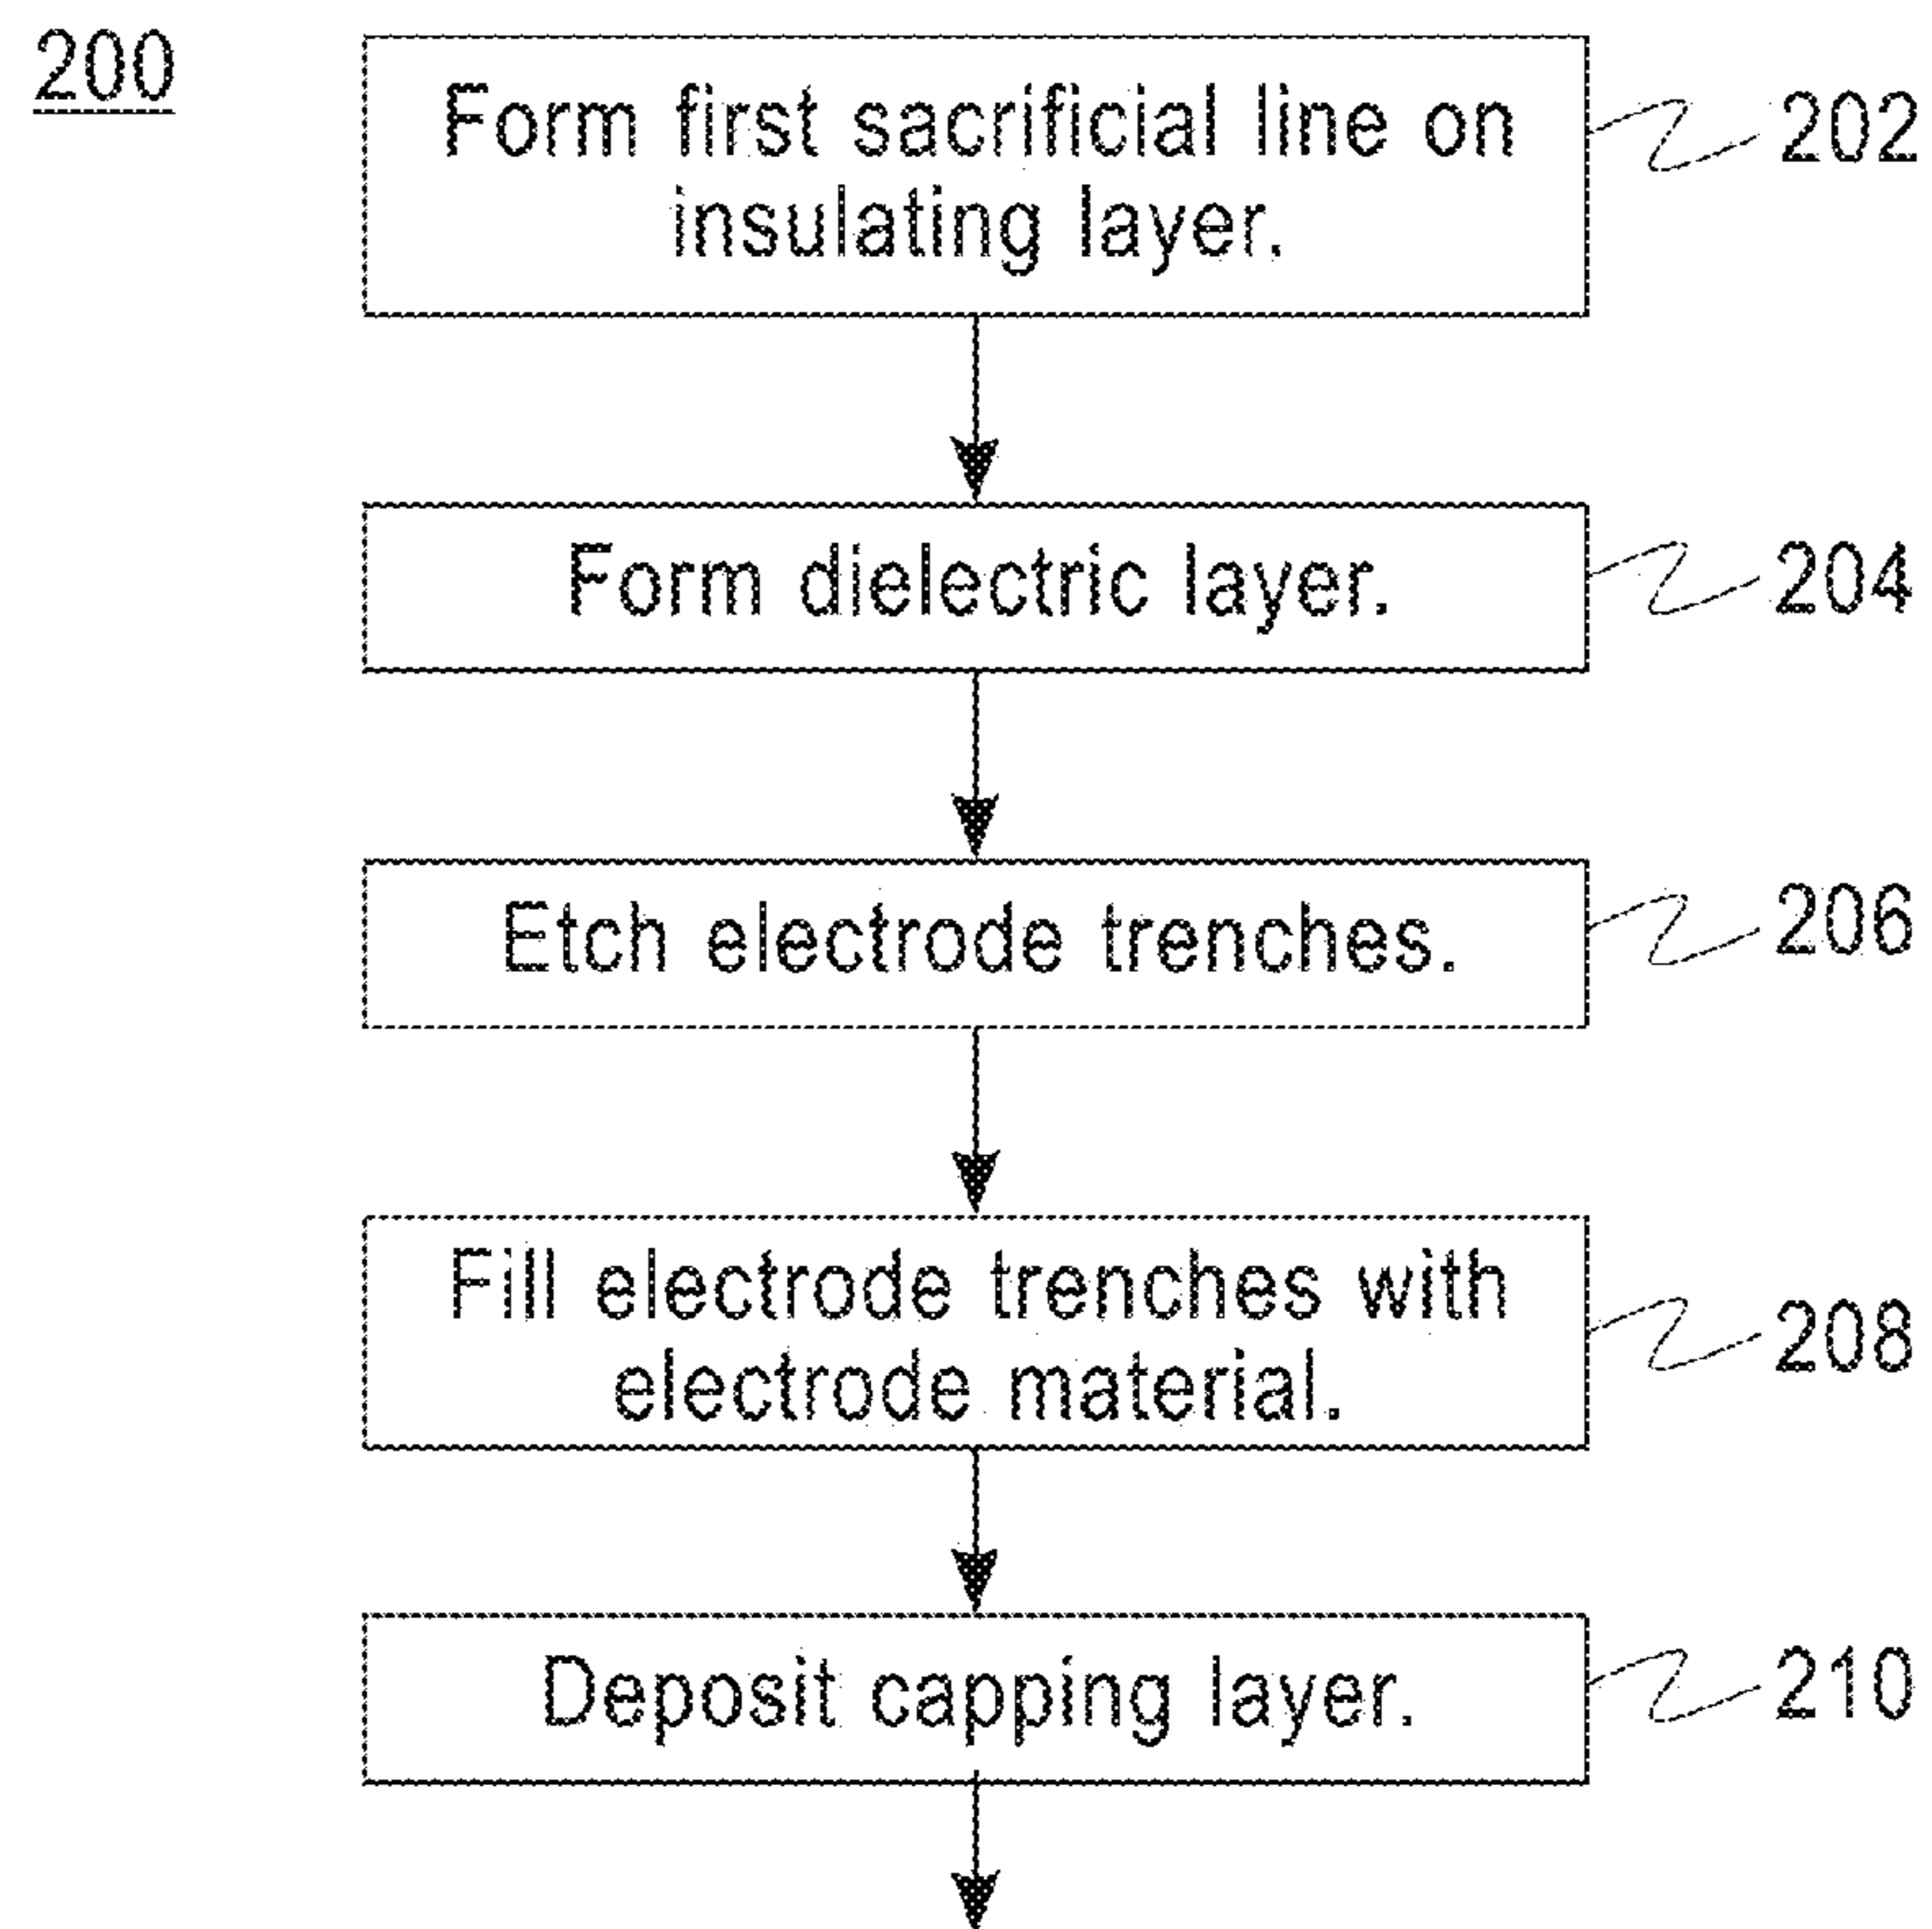 200
Form first sacrificial line on
insulating layer.
202
Form dielectric layer.
204
Etch electrode trenches.
206
Fill electrode trenches with
electrode material.
208
Deposit capping layer.
210